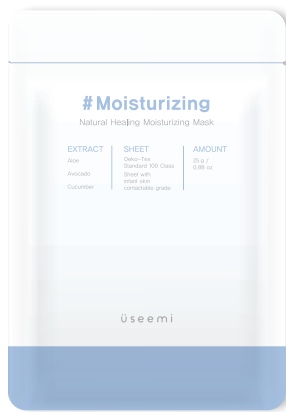 #Moisturizing
Natural Healing Moisturizing Mask
EXTRACT
Aloe
Avocado
Cucumber
SHEET
Oeko-Tex
Standard 100 Class
Sheet with
infant skin
contactable grade
AMOUNT
25 g /
0.88 oz
üseemi